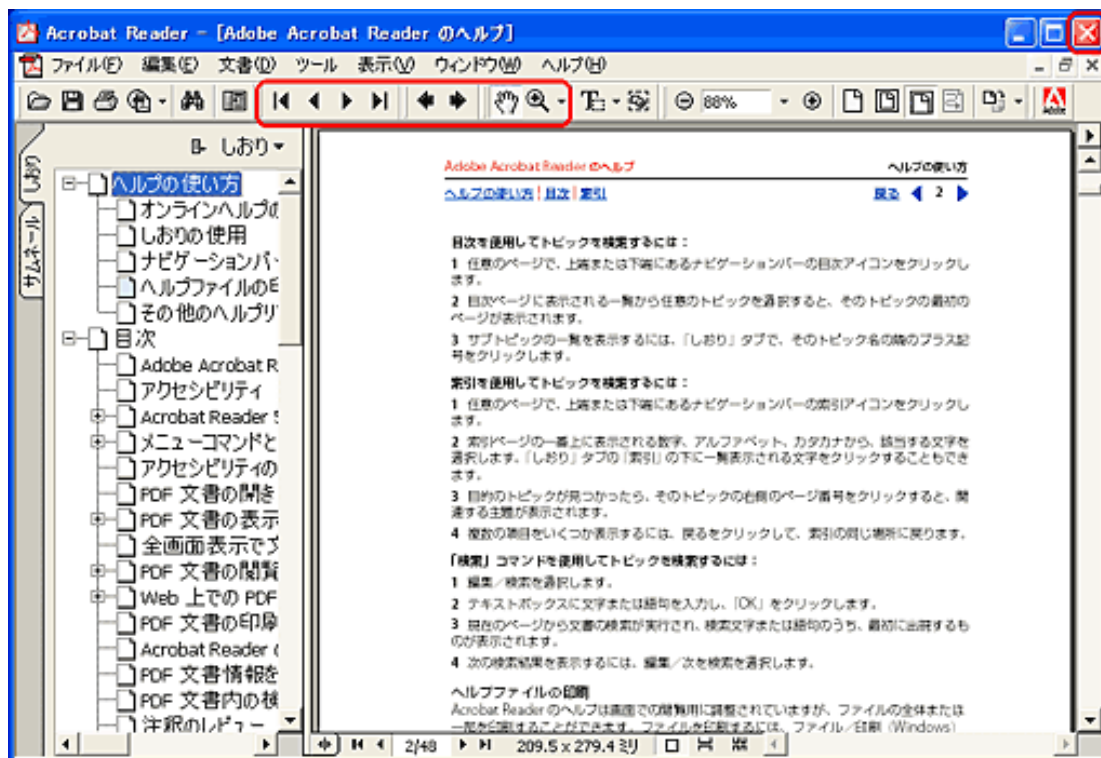 Acrobat Reader - [Adobe Acrobat Reader のヘルプ]
ファイル(F) 編集(E) 文書(D) ツール 表示(V) ウィンドウ(W) ヘルプ(H)
88%
Adobe
しおり
サムネール
しおり
ヘルプの使い方
オンラインヘルプの
しおりの使用
ナビゲーションバ
ヘルプファイルの
その他のヘルプリ
目次
Adobe Acrobat R
アクセシビリティ
Acrobat Reader
メニューコマンドと
アクセシビリティの
PDF 文書の開き
PDF 文書の表示
全画面表示で
PDF 文書の閲覧
Web 上での PDF
PDF 文書の印刷
Acrobat Reader
PDF 文書情報を
PDF 文書内の検
注釈のレビュー
Adobe Acrobat Reader のヘルプ ヘルプの使い方
ヘルプの使い方 | 目次 | 索引 戻る 2
目次を使用してトピックを検索するには:
1 任意のページで、上端または下端にあるナビゲーションバーの目次アイコンをクリックし
ます。
2 目次ページに表示される一覧から任意のトピックを選択すると、そのトピックの最初の
ページが表示されます。
3 サブトピックの一覧を表示するには、「しおり」タブで、そのトピック名の隣のプラス記
号をクリックします。
索引を使用してトピックを検索するには:
1 任意のページで、上端または下端にあるナビゲーションバーの索引アイコンをクリックし
ます。
2 索引ページの一番上に表示される数字、アルファベット、カタカナから、該当する文字を
選択します。「しおり」タブの「索引」の下に一覧表示される文字をクリックすることもでき
ます。
3 目的のトピックが見つかったら、そのトピックの右側のページ番号をクリックすると、関
連する主題が表示されます。
4 複数の項目をいくつか表示するには、戻るをクリックして、索引の同じ場所に戻ります。
「検索」コマンドを使用してトピックを検索するには:
1 編集/検索を選択します。
2 テキストボックスに文字または語句を入力し、「OK」をクリックします。
3 現在のページから文書の検索が実行され、検索文字または語句のうち、最初に出現するも
のが表示されます。
4 次の検索結果を表示するには、編集/次を検索を選択します。
ヘルプファイルの印刷
Acrobat Reader のヘルプは画面での閲覧用に調整されていますが、ファイルの全体または
一部を印刷することができます。ファイルを印刷するには、ファイル/印刷 (Windows)
2/48 209.5 x 279.4 ミリ